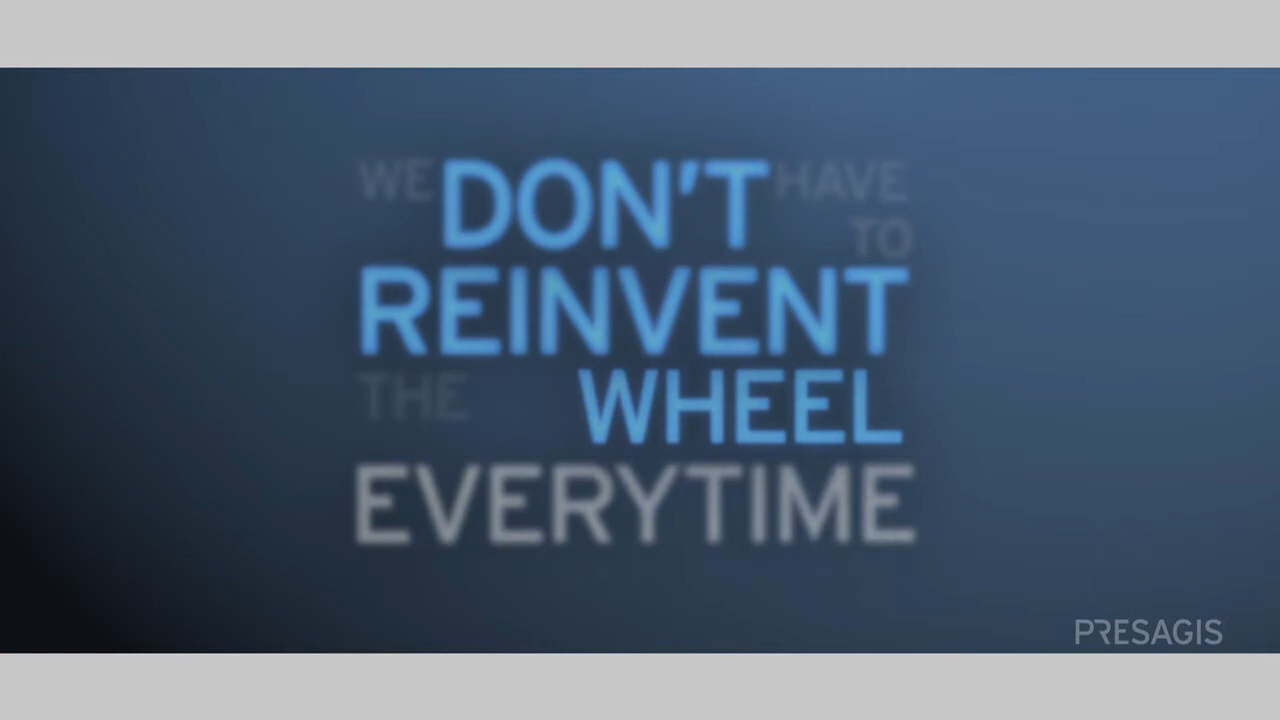 WE DON'T HAVE
TO
REINVENT
THE WHEEL
EVERYTIME
PRESAGIS